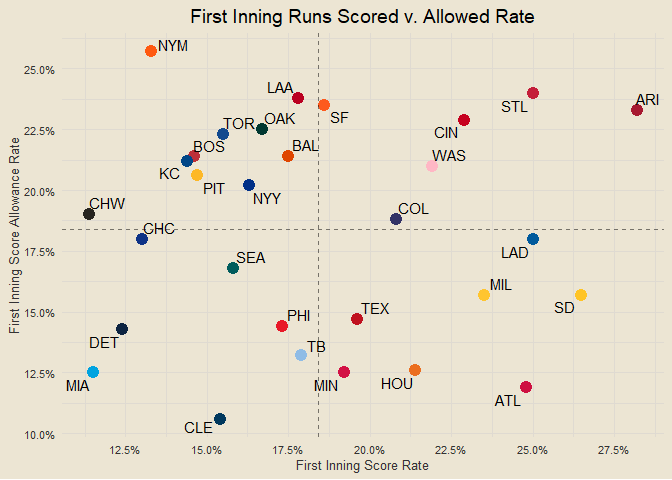 First Inning Runs Scored v. Allowed Rate
NYM
25.0%
LAA
STL
ARI
SF
TOR
OAK
CIN
22.5%
BOS
BAL
WAS
KC
PIT
20.0%
NYY
CHW
COL
CHC
17.5%
SEA
LAD
MIL
SD
15.0%
PHI
TEX
DET
TB
12.5%
MIA
MIN
HOU
ATL
CLE
10.0%
First Inning Score Allowance Rate
12.5%
15.0%
17.5%
20.0%
22.5%
25.0%
27.5%
First Inning Score Rate